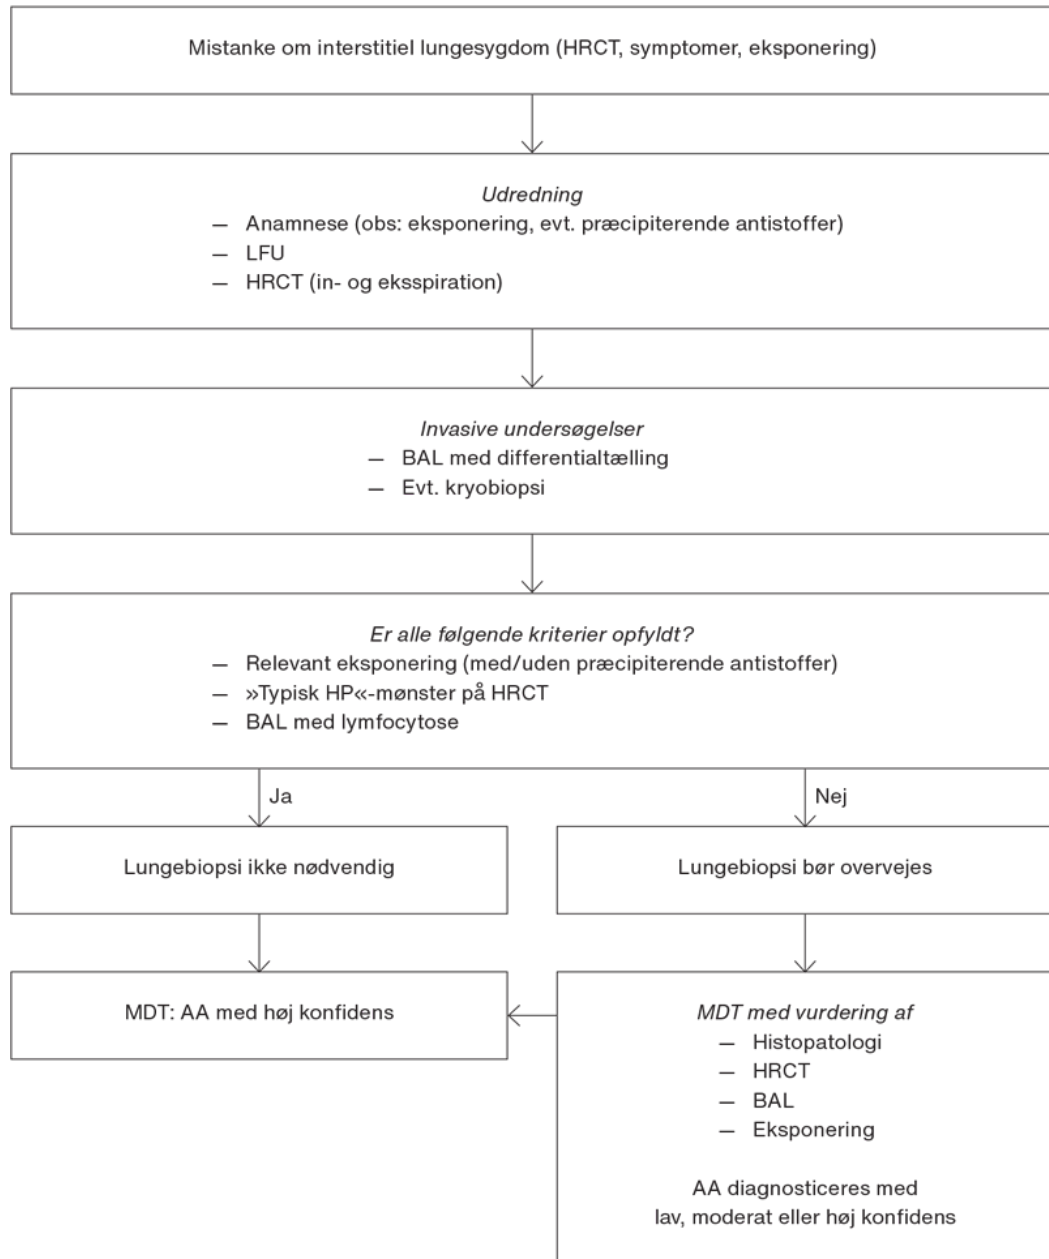 Mistanke om interstitiel lungesygdom (HRCT, symptomer, eksponering)
Udredning
— Anamnese (obs: eksponering, evt. præcipiterende antistoffer)
— LFU
— HRCT (in- og eksspiration)
Invasive undersøgelser
— BAL med differentialtælling
— Evt. kryobiopsi
Er alle følgende kriterier opfyldt?
— Relevant eksponering (med/uden præcipiterende antistoffer)
— »Typisk HP«-mønster på HRCT
— BAL med lymfocytose
Ja
Nej
Lungebiopsi ikke nødvendig
Lungebiopsi bør overvejes
MDT: AA med høj konfidens
MDT med vurdering af
— Histopatologi
— HRCT
— BAL
— Eksponering
AA diagnosticeres med
lav, moderat eller høj konfidens